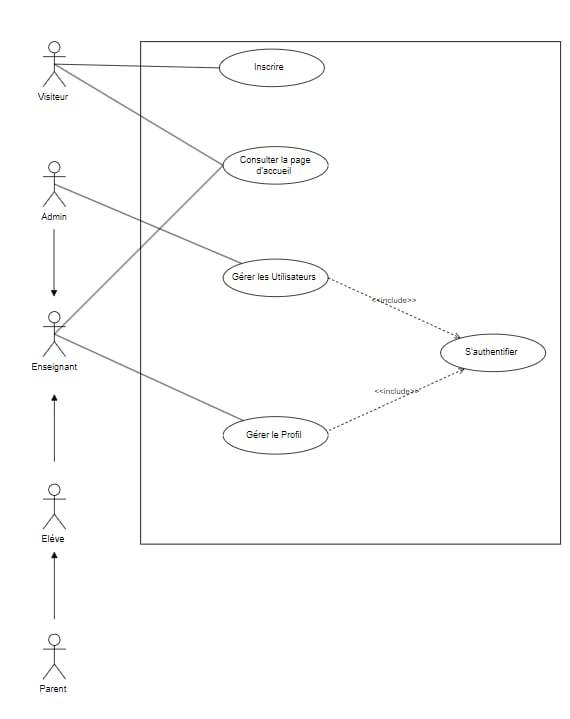 Inscrire
Visiteur
Consulter la page
d'accueil
Admin
Gérer les Utilisateurs
<<include>>
S'authentifier
Enseignant
<<include>>
Gérer le Profil
Eléve
Parent